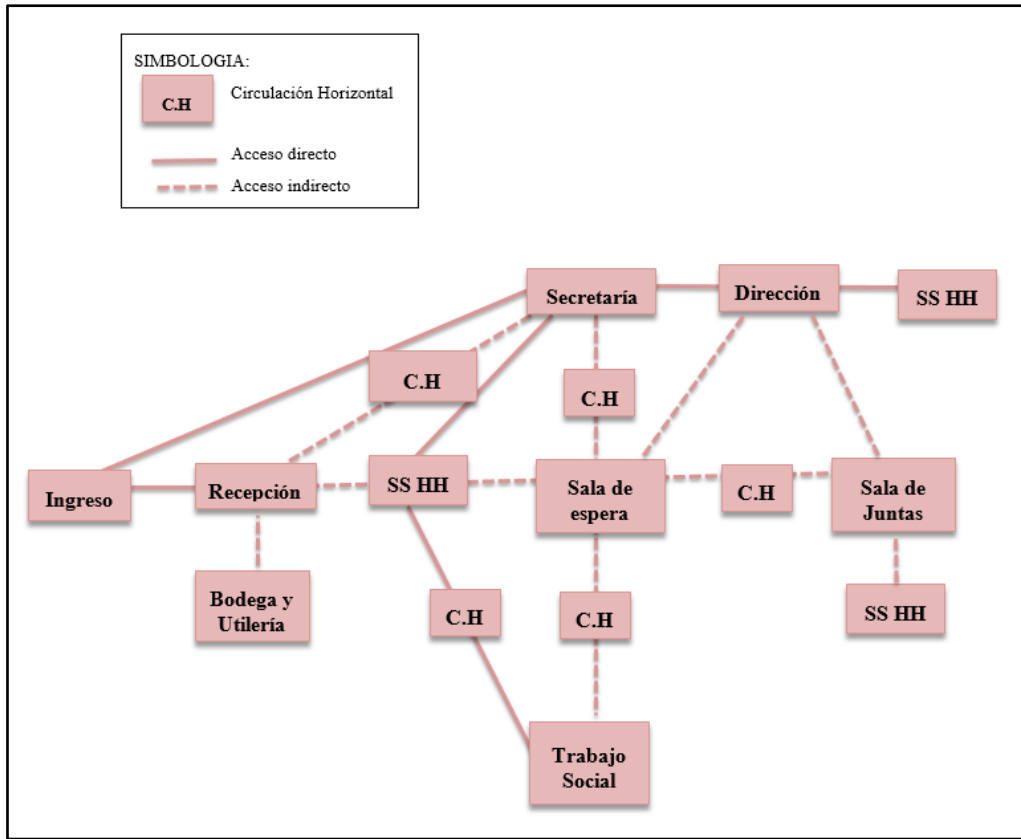 SIMBOLOGIA:
C.H
Circulación Horizontal
Acceso directo
Acceso indirecto
Secretaría
Dirección
SS HH
C.H
C.H
Ingreso
Recepción
SS HH
Sala de
espera
C.H
Sala de
Juntas
Bodega y
Utilería
C.H
C.H
SS HH
Trabajo
Social